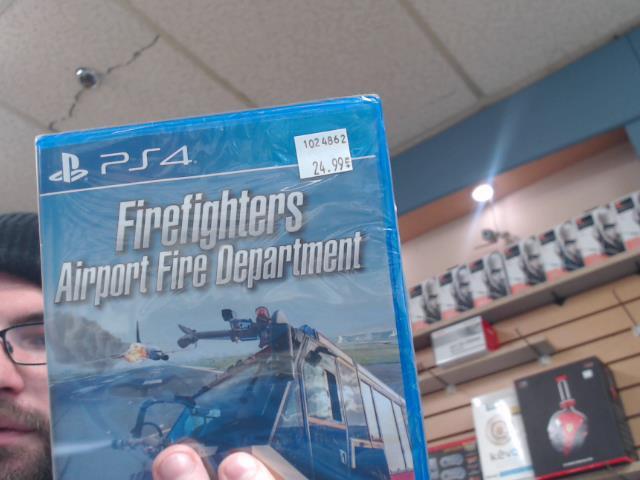 PS4
1024862
24.99
Firefighters
Airport Fire Department